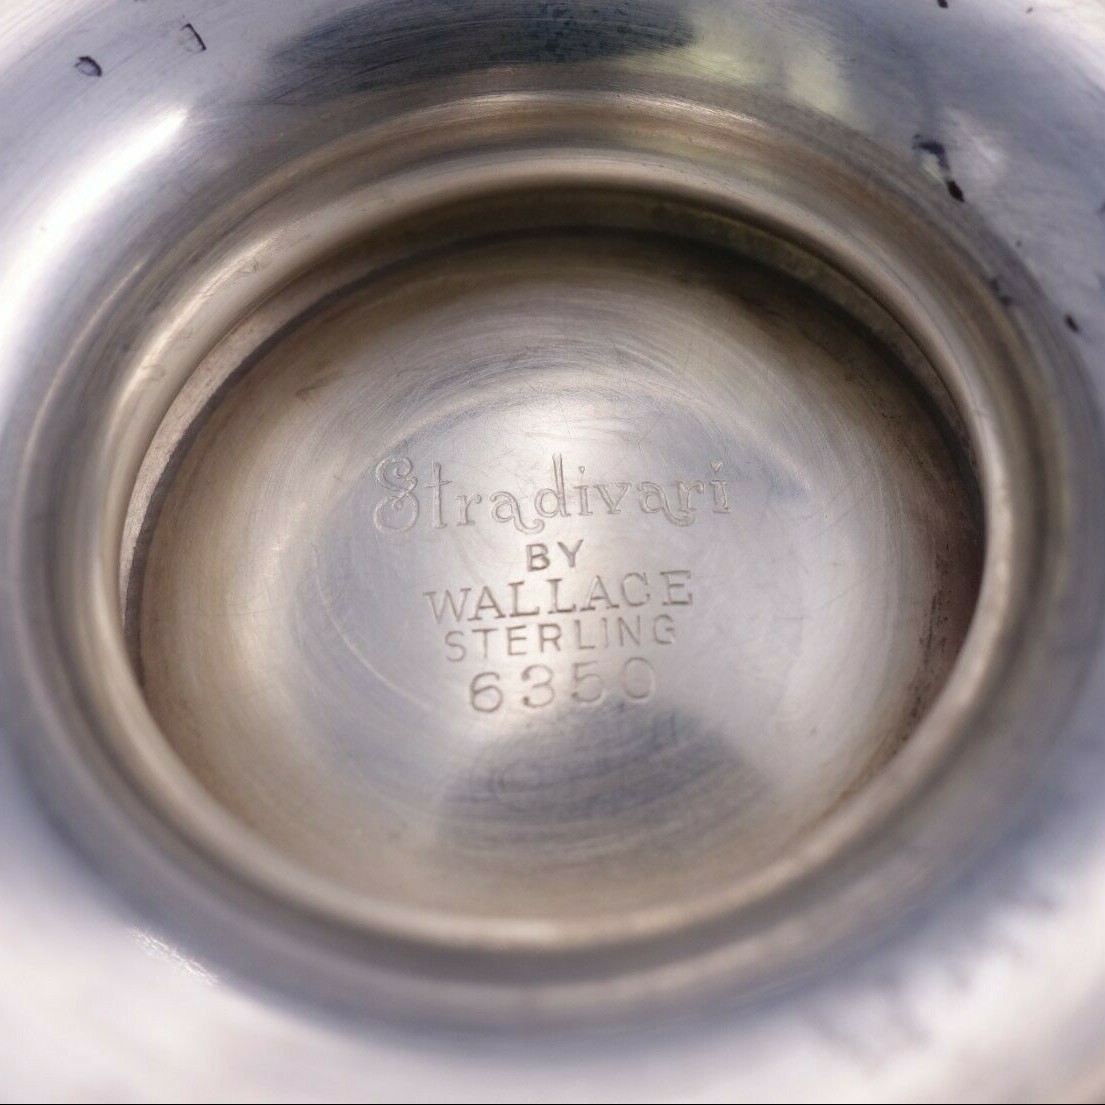 Stradivari
BY
WALLACE
STERLING
6350